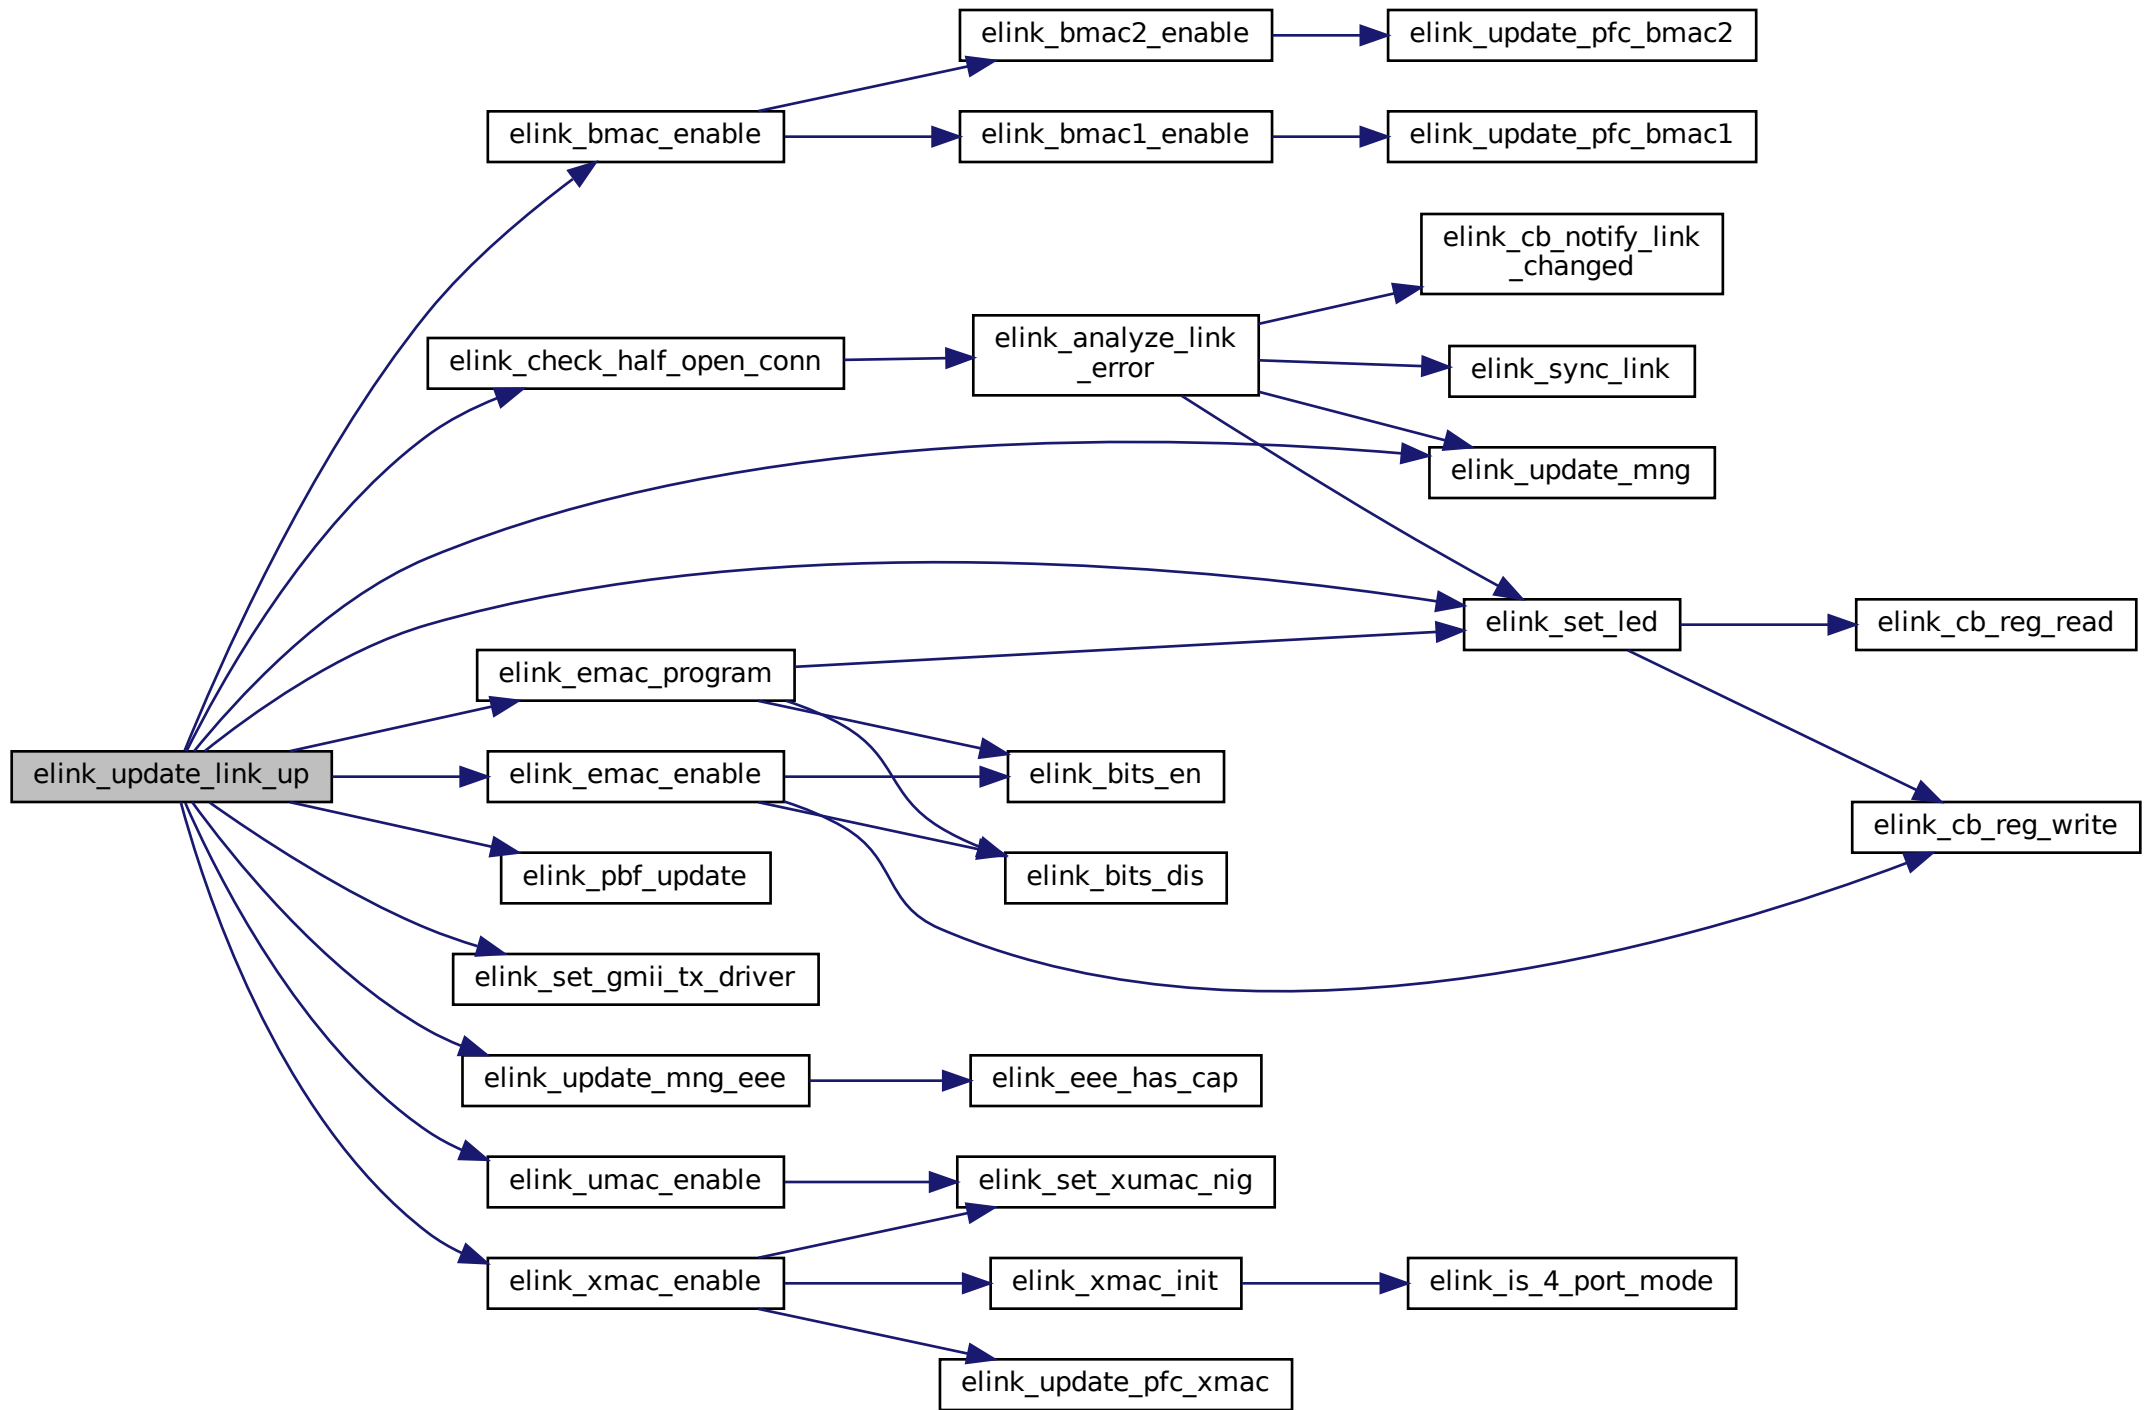 elink_bmac2_enable
elink_update_pfc_bmac2
elink_bmac_enable
elink_bmac1_enable
elink_update_pfc_bmac1
elink_cb_notify_link
_changed
elink_check_half_open_conn
elink_analyze_link
_error
elink_sync_link
elink_update_mng
elink_set_led
elink_cb_reg_read
elink_emac_program
elink_update_link_up
elink_emac_enable
elink_bits_en
elink_cb_reg_write
elink_pbf_update
elink_bits_dis
elink_set_gmii_tx_driver
elink_update_mng_eee
elink_eee_has_cap
elink_umac_enable
elink_set_xumac_nig
elink_xmac_enable
elink_xmac_init
elink_is_4_port_mode
elink_update_pfc_xmac